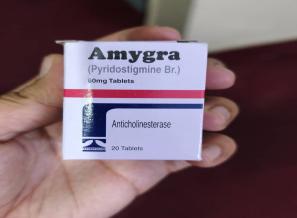 Amygra
(Pyridostigmine Br.)
60mg Tablets
Anticholinesterase
20 Tablets